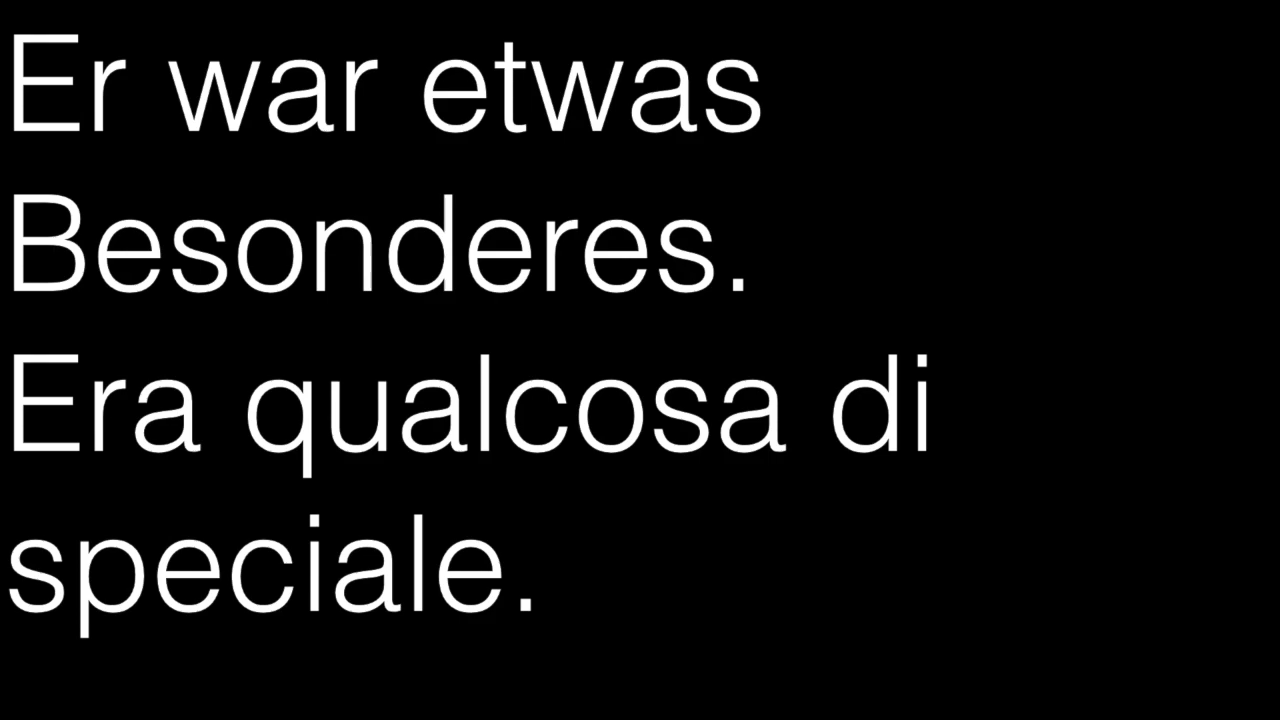 Er war etwas
Besonderes.
Era qualcosa di
speciale.